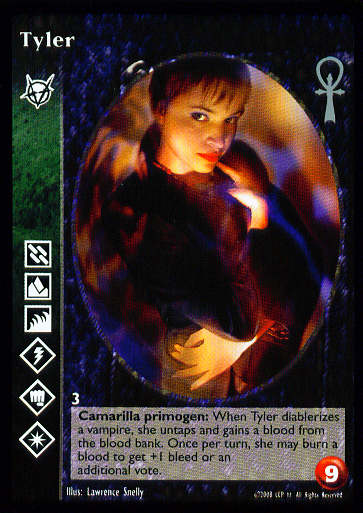 Tyler
3
Camarilla primogen: When Tyler diablerizes
a vampire, she untaps and gains a blood from
the blood bank. Once per turn, she may burn a
blood to get +1 bleed or an
additional vote.
9
Illus: Lawrence Snelly
©2008 CCP hf. All Rights Reserved